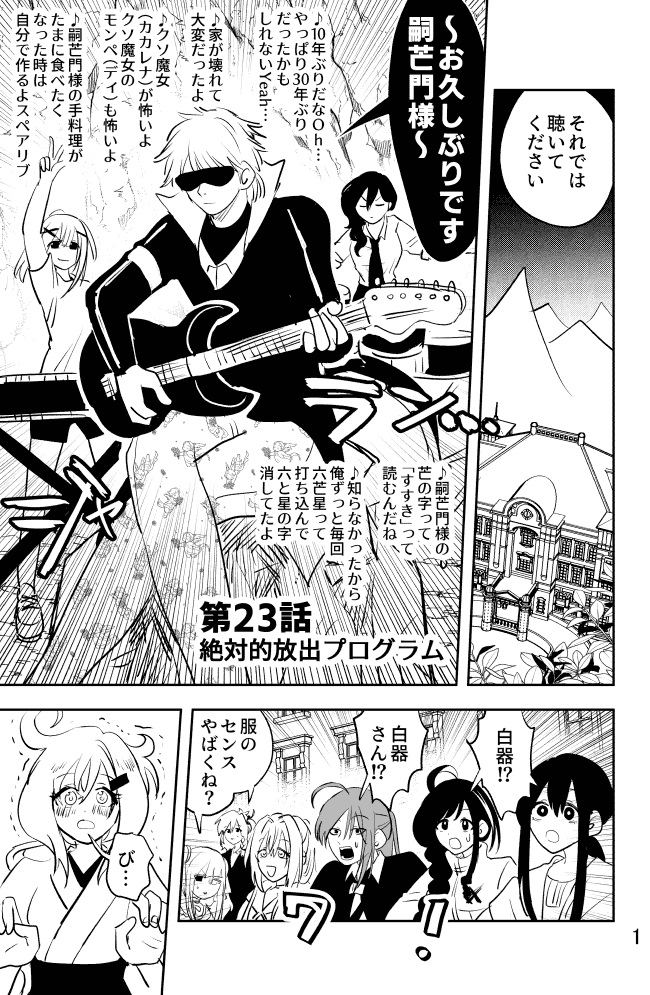 それでは
聴いて
ください
〜お久しぶりです
嗣芒門様〜
♪10年ぶりだなOh…
やっぱり30年ぶり
だったかも
しれないYeah…
♪家が壊れて
大変だったよ
♪クソ魔女
（カカレナ）が怖いよ
クソ魔女の
モンペ（ディ）も怖いよ
♪嗣芒門様の手料理が
たまに食べたく
なった時は
自分で作るよスペアリブ
ジャラーン…
♪嗣芒門様の
芒の字って
「すすき」って
読むんだね
♪知らなかったから
俺ずっと毎回
六芒星って
打ち込んで
六と星の字
消してたよ
第23話
絶対的放出プログラム
白器!?
白器
さん!?
服の
センス
やばくね？
ワー！
び…
1